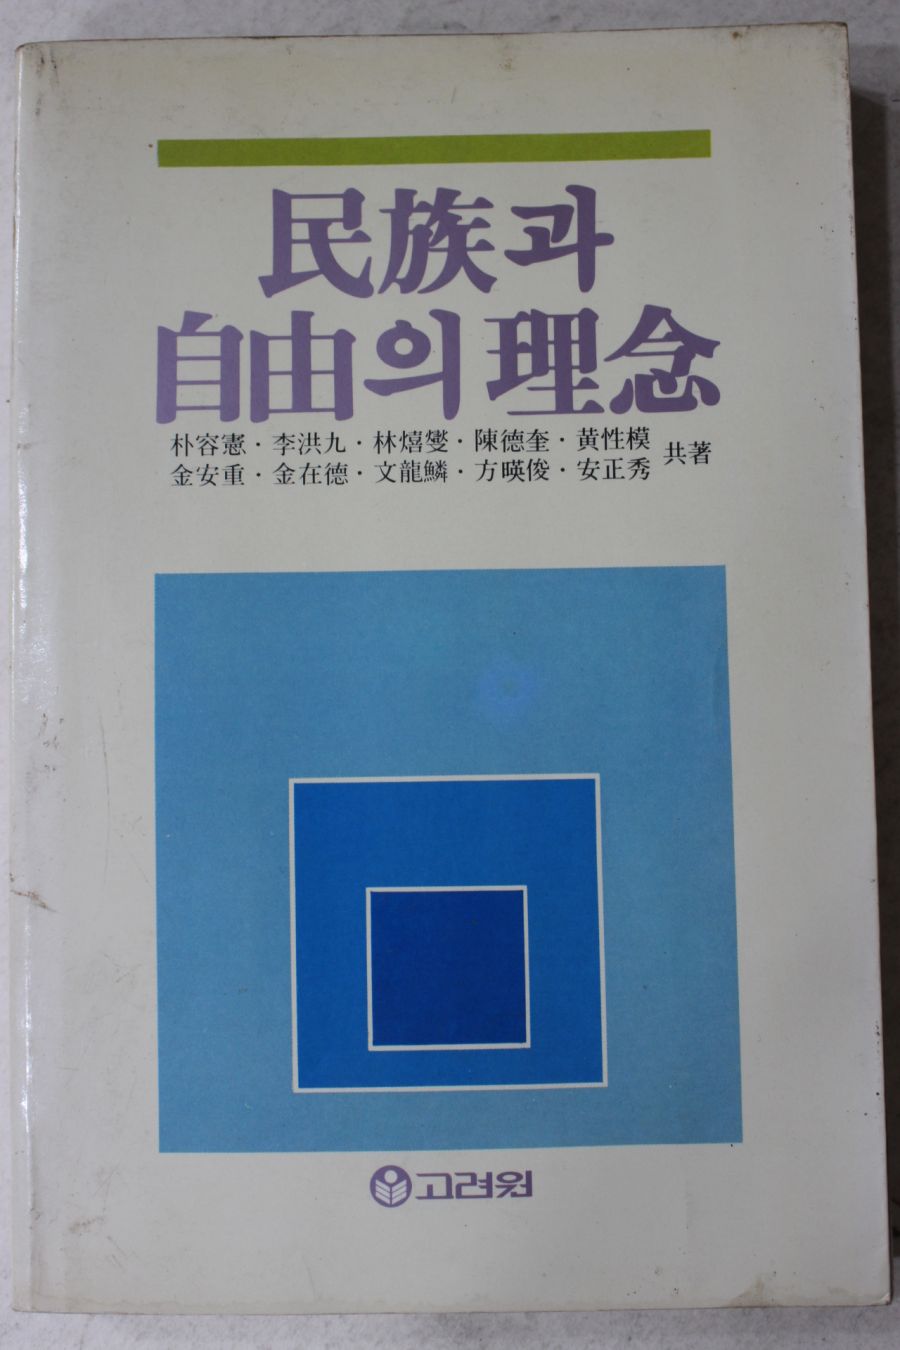 民族과
自由의 理念
朴容憲·李洪九·林熺燮·陳德奎·黄性模
金安重·金在德·文龍鱗·方暎俊·安正秀 共著
고려원